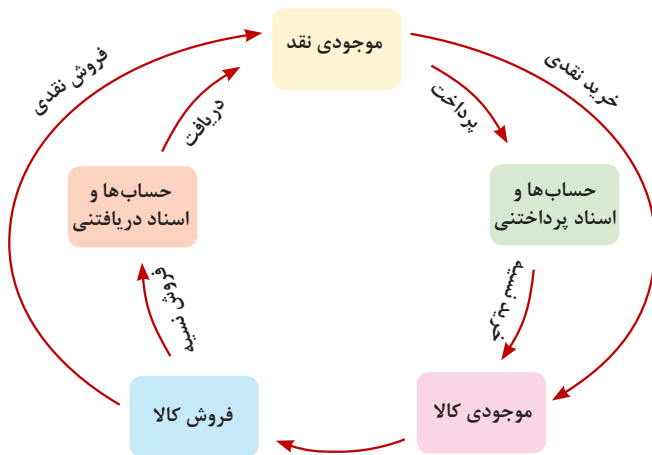 موجودی نقد
خرید نقدی
پرداخت
حساب‌ها و
اسناد پرداختنی
خرید نسیه
موجودی کالا
فروش کالا
فروش نسیه
حساب‌ها و
اسناد دریافتنی
دریافت
فروش نقدی